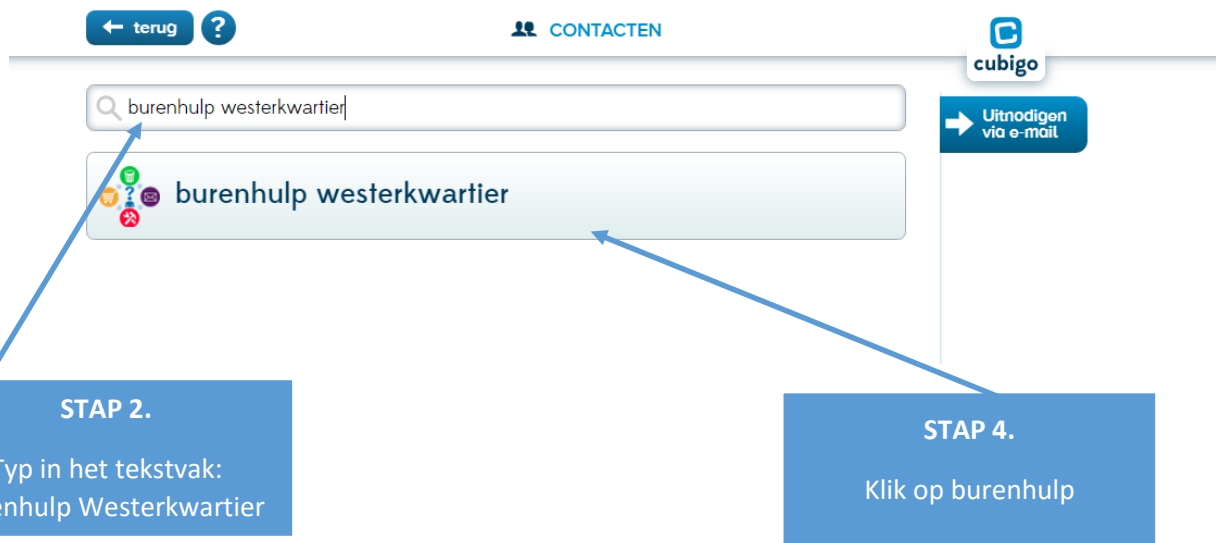 terug
?
CONTACTEN
cubigo
burenhulp westerkwartier
Uitnodigen
via e-mail
burenhulp westerkwartier
STAP 2.
Typ in het tekstvak:
enhulp Westerkwartier
STAP 4.
Klik op burenhulp